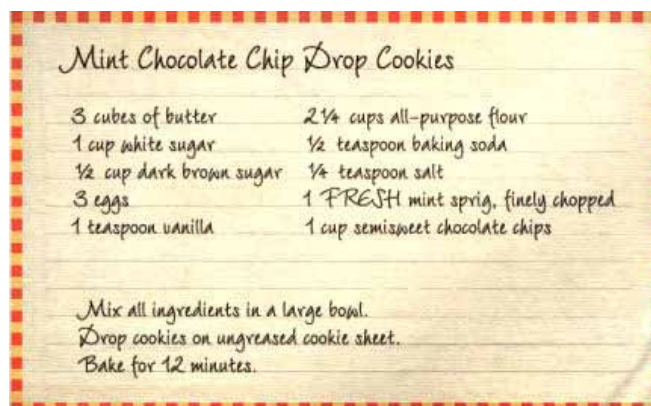 Mint Chocolate Chip Drop Cookies
3 cubes of butter
1 cup white sugar
½ cup dark brown sugar
3 eggs
1 teaspoon vanilla
2¼ cups all-purpose flour
½ teaspoon baking soda
¼ teaspoon salt
1 FRESH mint sprig, finely chopped
1 cup semisweet chocolate chips
Mix all ingredients in a large bowl.
Drop cookies on ungreased cookie sheet.
Bake for 12 minutes.